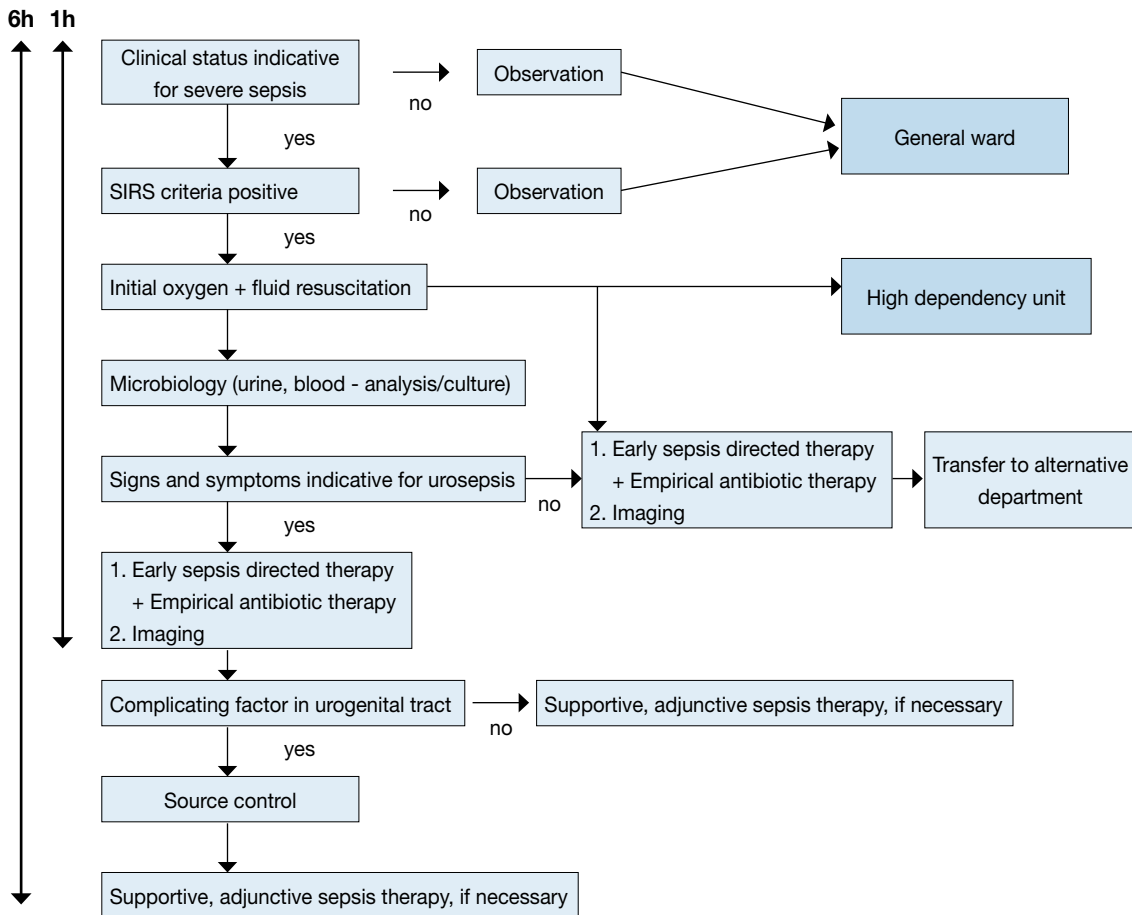 6h 1h
Clinical status indicative
for severe sepsis
no
Observation
General ward
yes
SIRS criteria positive
no
Observation
yes
Initial oxygen + fluid resuscitation
High dependency unit
Microbiology (urine, blood - analysis/culture)
Signs and symptoms indicative for urosepsis
no
1. Early sepsis directed therapy
+ Empirical antibiotic therapy
2. Imaging
Transfer to alternative
department
yes
1. Early sepsis directed therapy
+ Empirical antibiotic therapy
2. Imaging
Complicating factor in urogenital tract
no
Supportive, adjunctive sepsis therapy, if necessary
yes
Source control
Supportive, adjunctive sepsis therapy, if necessary